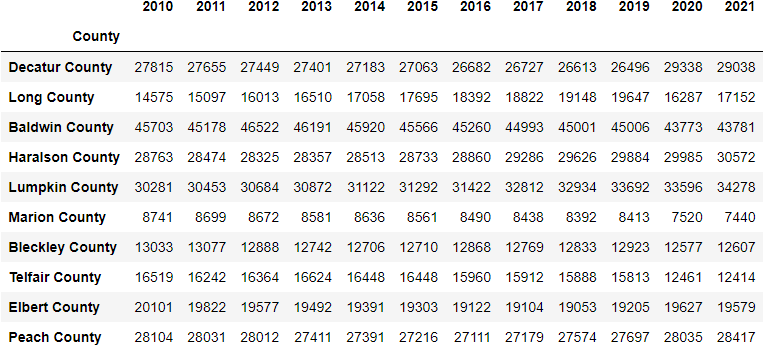 2010 2011 2012 2013 2014 2015 2016 2017 2018 2019 2020 2021
County
Decatur County 27815 27655 27449 27401 27183 27063 26682 26727 26613 26496 29338 29038
Long County 14575 15097 16013 16510 17058 17695 18392 18822 19148 19647 16287 17152
Baldwin County 45703 45178 46522 46191 45920 45566 45260 44993 45001 45006 43773 43781
Haralson County 28763 28474 28325 28357 28513 28733 28860 29286 29626 29884 29985 30572
Lumpkin County 30281 30453 30684 30872 31122 31292 31422 32812 32934 33692 33596 34278
Marion County 8741 8699 8672 8581 8636 8561 8490 8438 8392 8413 7520 7440
Bleckley County 13033 13077 12888 12742 12706 12710 12868 12769 12833 12923 12577 12607
Telfair County 16519 16242 16364 16624 16448 16448 15960 15912 15888 15813 12461 12414
Elbert County 20101 19822 19577 19492 19391 19303 19122 19104 19053 19205 19627 19579
Peach County 28104 28031 28012 27411 27391 27216 27111 27179 27574 27697 28035 28417